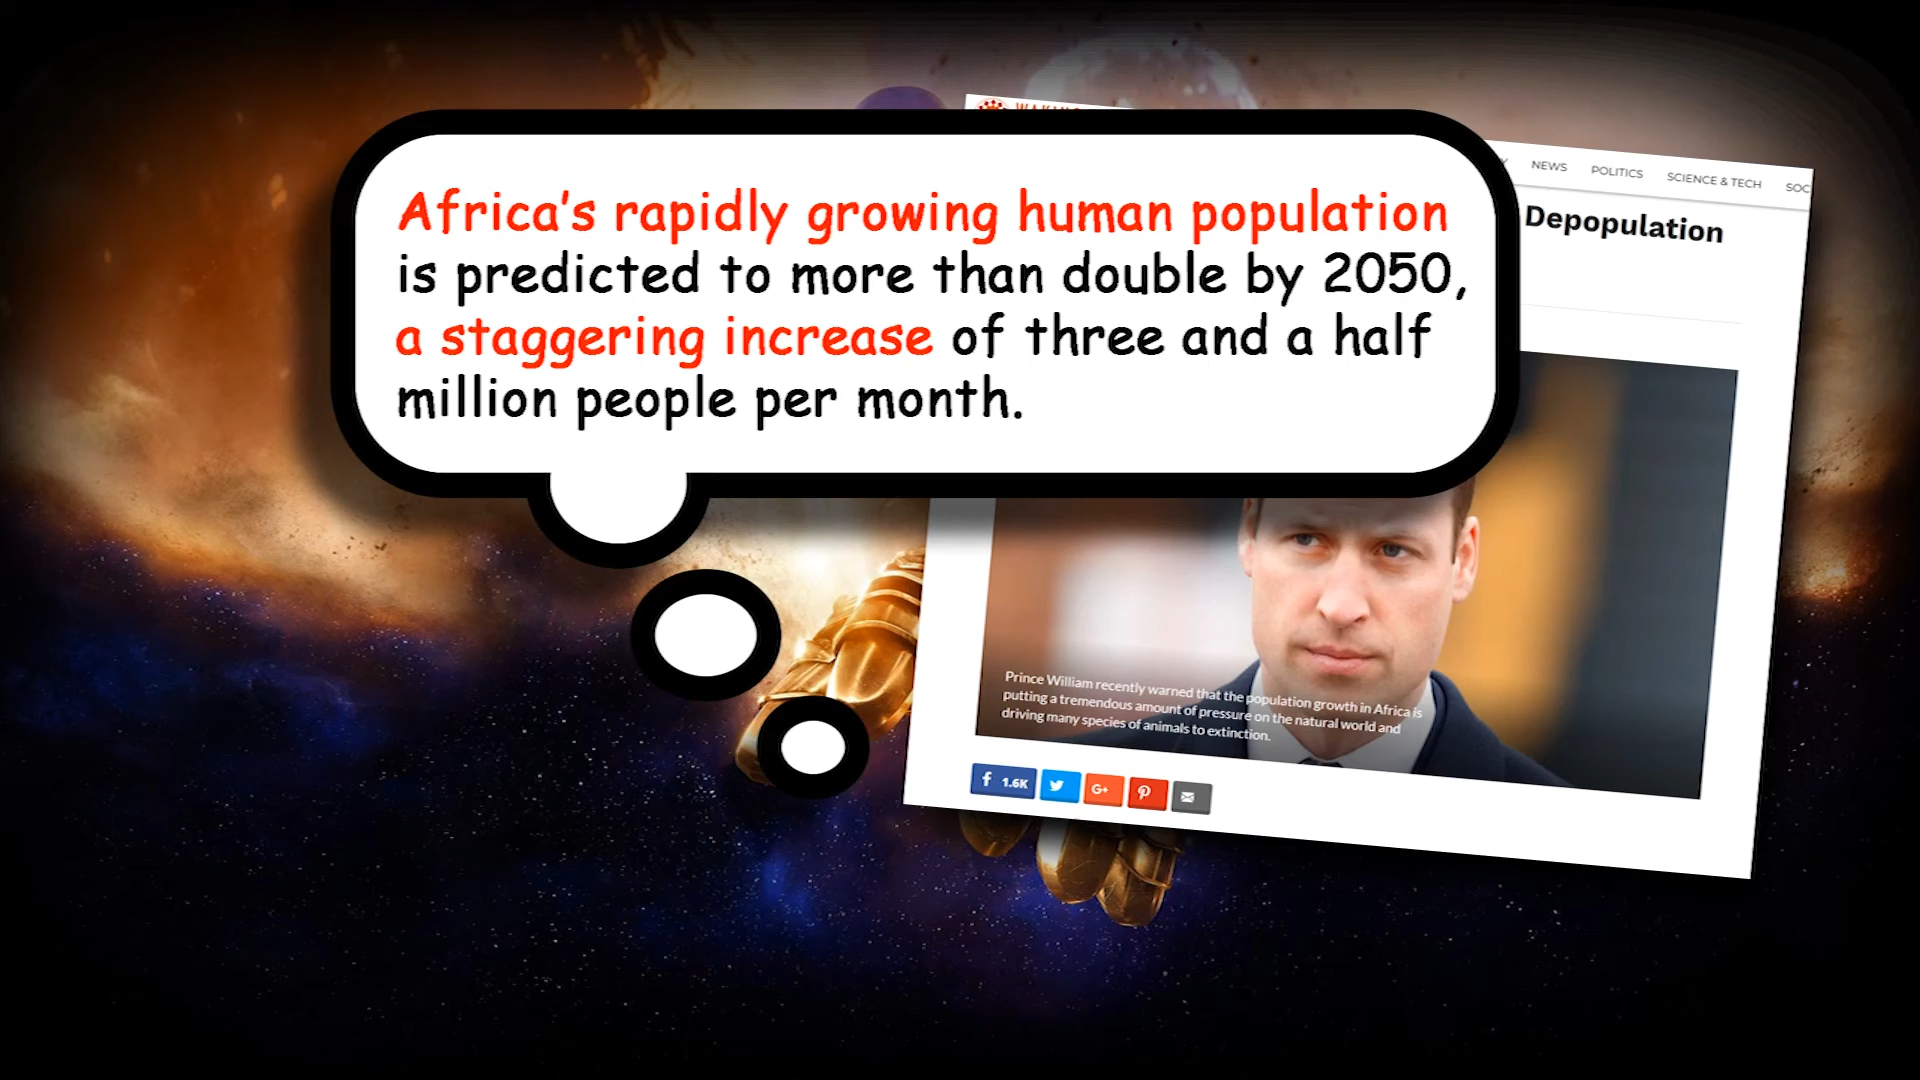 Africa's rapidly growing human population
is predicted to more than double by 2050,
a staggering increase of three and a half
million people per month.
NEWS POLITICS SCIENCE & TECH SOC
Depopulation
Prince William recently warned that the population growth in Africa is
putting a tremendous amount of pressure on the natural world and
driving many species of animals to extinction.
f 1.6K
G+